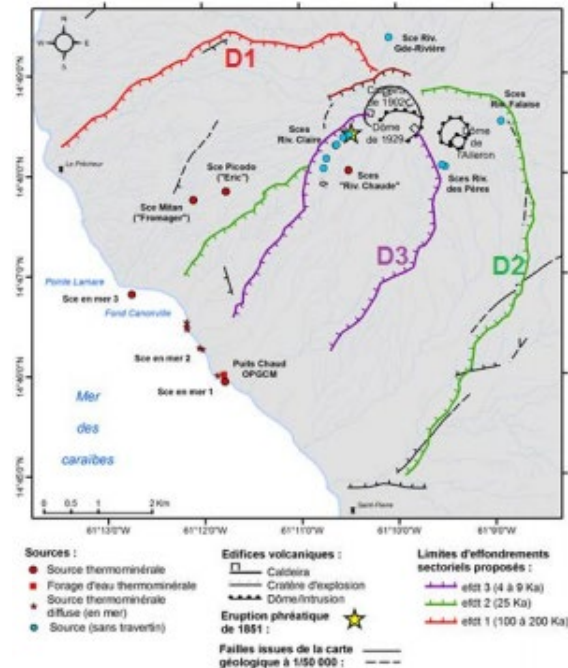 N
W
E
S
Sce Riv.
Gde-Rivière
D1
14°49'0"N
Caldeira
de 1902
Sces
Riv. Falaise
Sces
Riv. Claire
Dôme
de 1929
Dôme
de
l'Aileron
Le Prêcheur
14°48'0"N
Sce Picodo
("Eric")
Sces
"Riv. Chaude"
Sces Riv.
des Pères
Sce Mitan
("Fromager")
D3
D2
14°47'0"N
Pointe Lamare
Sce en mer 3
Fond Canonville
Sce en mer 2
Puits Chaud
OPGCM
14°46'0"N
Sce en mer 1
Mer
des
caraïbes
14°45'0"N
0 0.5 1 2 Km
Saint-Pierre
61°13'0"W 61°12'0"W 61°11'0"W 61°10'0"W 61°9'0"W
Sources :
Source thermominérale
Forage d'eau thermominérale
Source thermominérale
diffuse (en mer)
Source (sans travertin)
Edifices volcaniques :
Caldeira
Cratère d'explosion
Dôme/Intrusion
Eruption phréatique
de 1851 :
Failles issues de la carte
géologique à 1/50 000 :
Limites d'effondrements
sectoriels proposés :
efdt 3 (4 à 9 Ka)
efdt 2 (25 Ka)
efdt 1 (100 à 200 Ka)